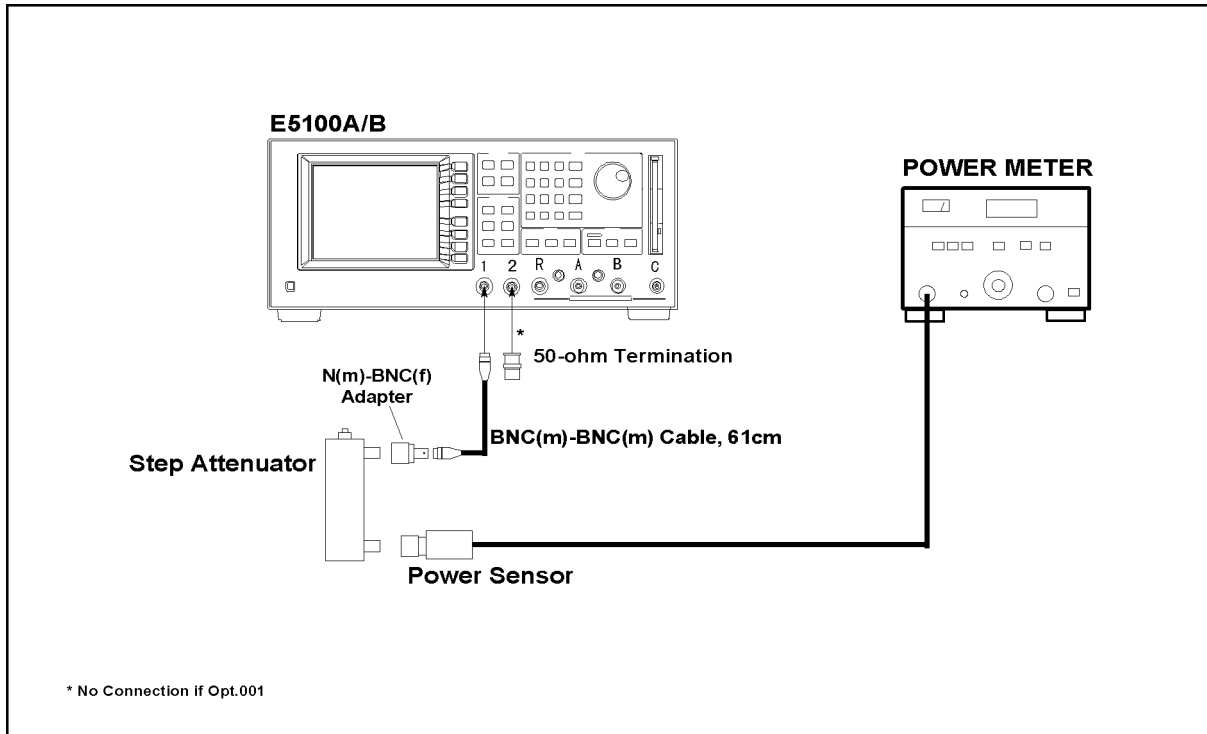 E5100A/B
POWER METER
1 2 R A B C
*
50-ohm Termination
N(m)-BNC(f)
Adapter
BNC(m)-BNC(m) Cable, 61cm
Step Attenuator
Power Sensor
* No Connection if Opt.001